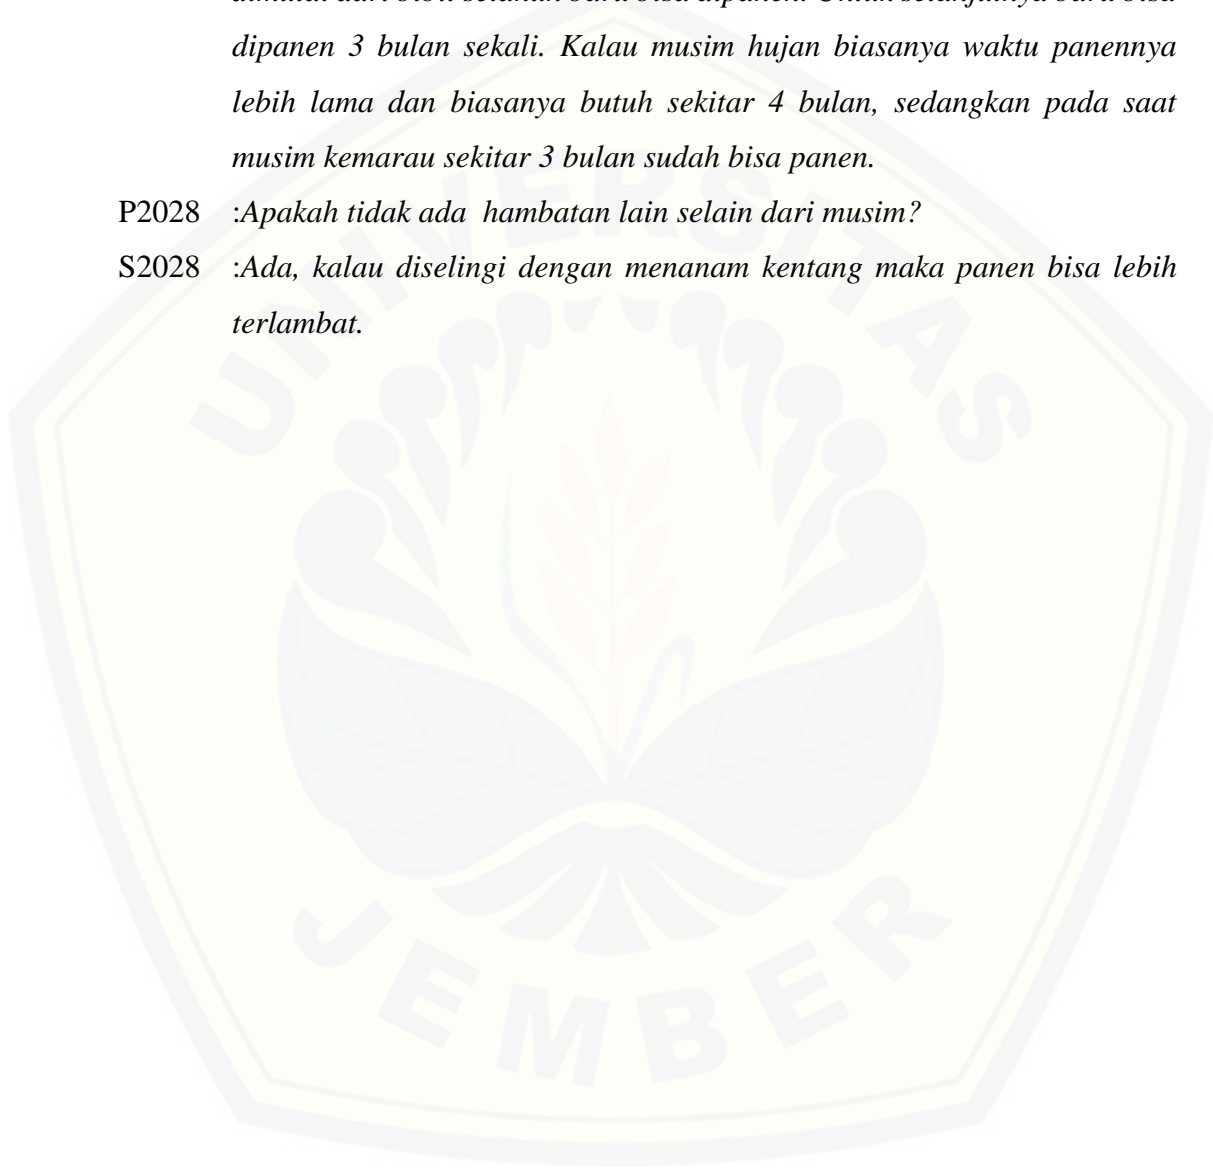 dipanen 3 bulan sekali. Kalau musim hujan biasanya waktu panennya
lebih lama dan biasanya butuh sekitar 4 bulan, sedangkan pada saat
musim kemarau sekitar 3 bulan sudah bisa panen.
P2028 :Apakah tidak ada hambatan lain selain dari musim?
S2028 :Ada, kalau diselingi dengan menanam kentang maka panen bisa lebih
terlambat.
UNIVERSITAS
JEMBER